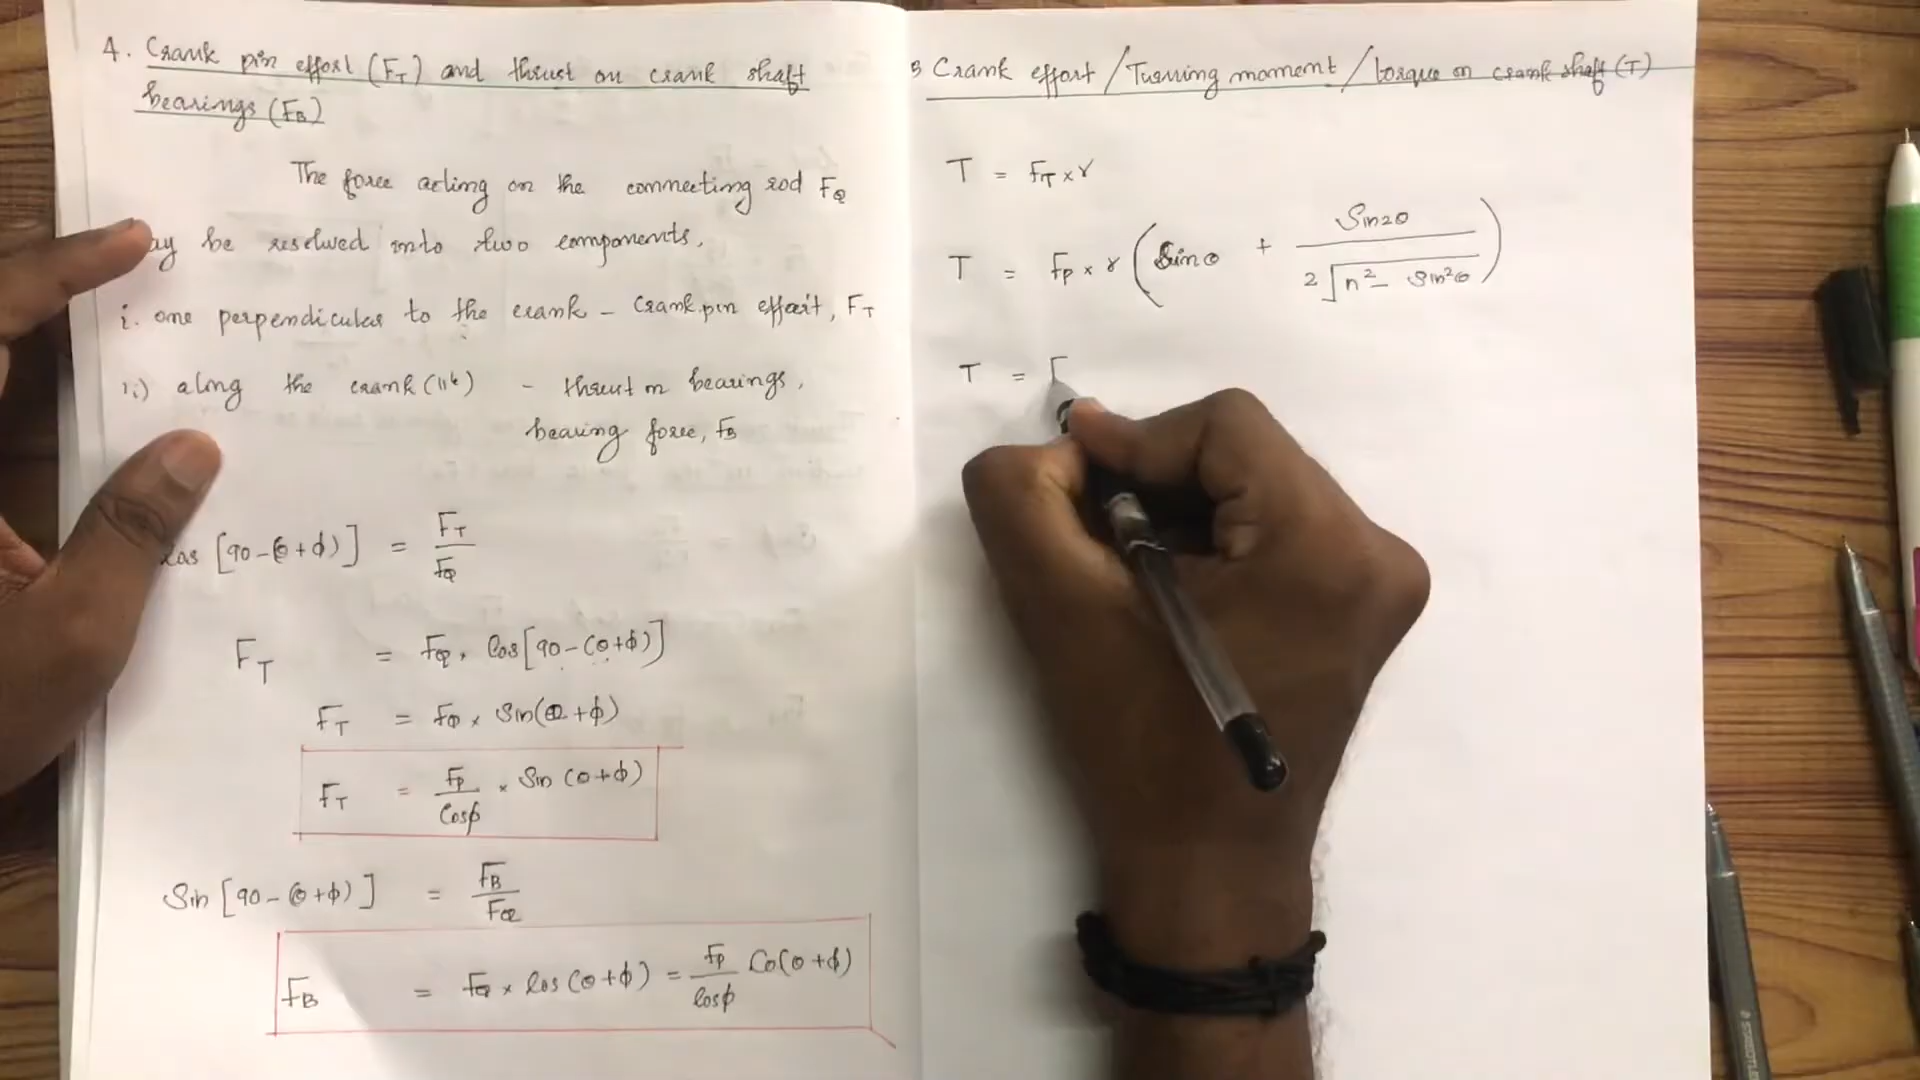 4. Crank pin effort (FT) and thrust on crank shaft
bearings (FB)
The force acting on the connecting rod FQ
ay be resolved into two components,
i. one perpendicular to the crank - Crank pin effort, FT
ii) along the crank (11k) - thrust on bearings,
bearing force, FB
Cos [90-(θ+ϕ)] = FT/FQ
FT = FQ × Cos[90-(θ+ϕ)]
FT = FQ × Sin(θ+ϕ)
FT = FP/Cosϕ × Sin (θ+ϕ)
Sin [90-(θ+ϕ)] = FB/FQ
FB = FQ × Cos(θ+ϕ) = FP/Cosϕ Co(θ+ϕ)
Crank effort / Turning moment / torque on crank shaft (T)
T = FT × r
T = FP × r (Sinθ + Sin2θ / 2√n² - Sin²θ)
T =